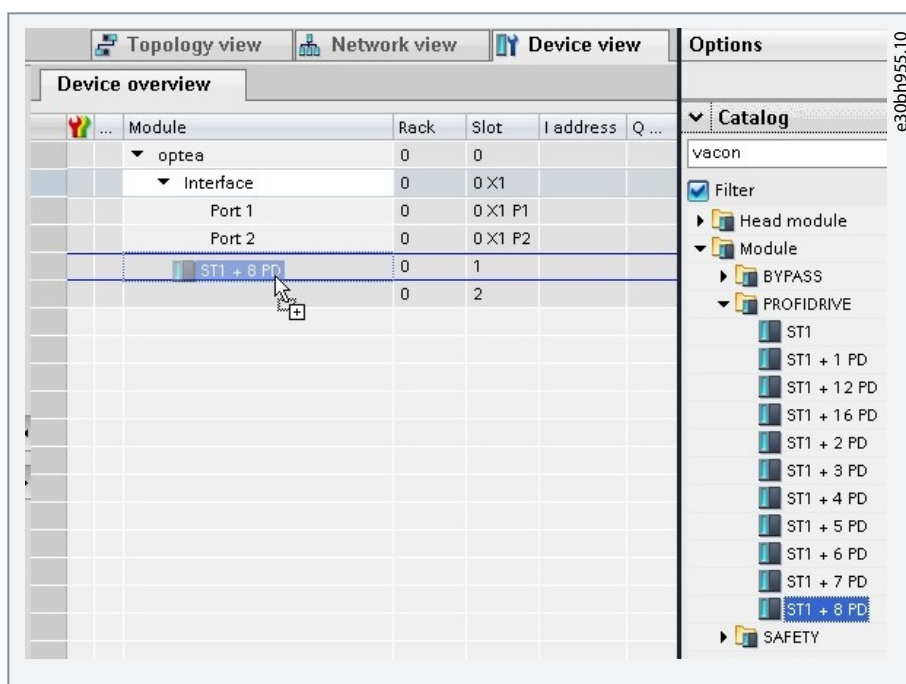 Topology view Network view Device view Options
Device overview
... Module Rack Slot I address Q ...
optea 0 0
Interface 0 0 X1
Port 1 0 0 X1 P1
Port 2 0 0 X1 P2
ST1 + 8 PD 0 1
0 2
Catalog
vacon
Filter
Head module
Module
BYPASS
PROFIDRIVE
ST1
ST1 + 1 PD
ST1 + 12 PD
ST1 + 16 PD
ST1 + 2 PD
ST1 + 3 PD
ST1 + 4 PD
ST1 + 5 PD
ST1 + 6 PD
ST1 + 7 PD
ST1 + 8 PD
SAFETY
e30bh955.10